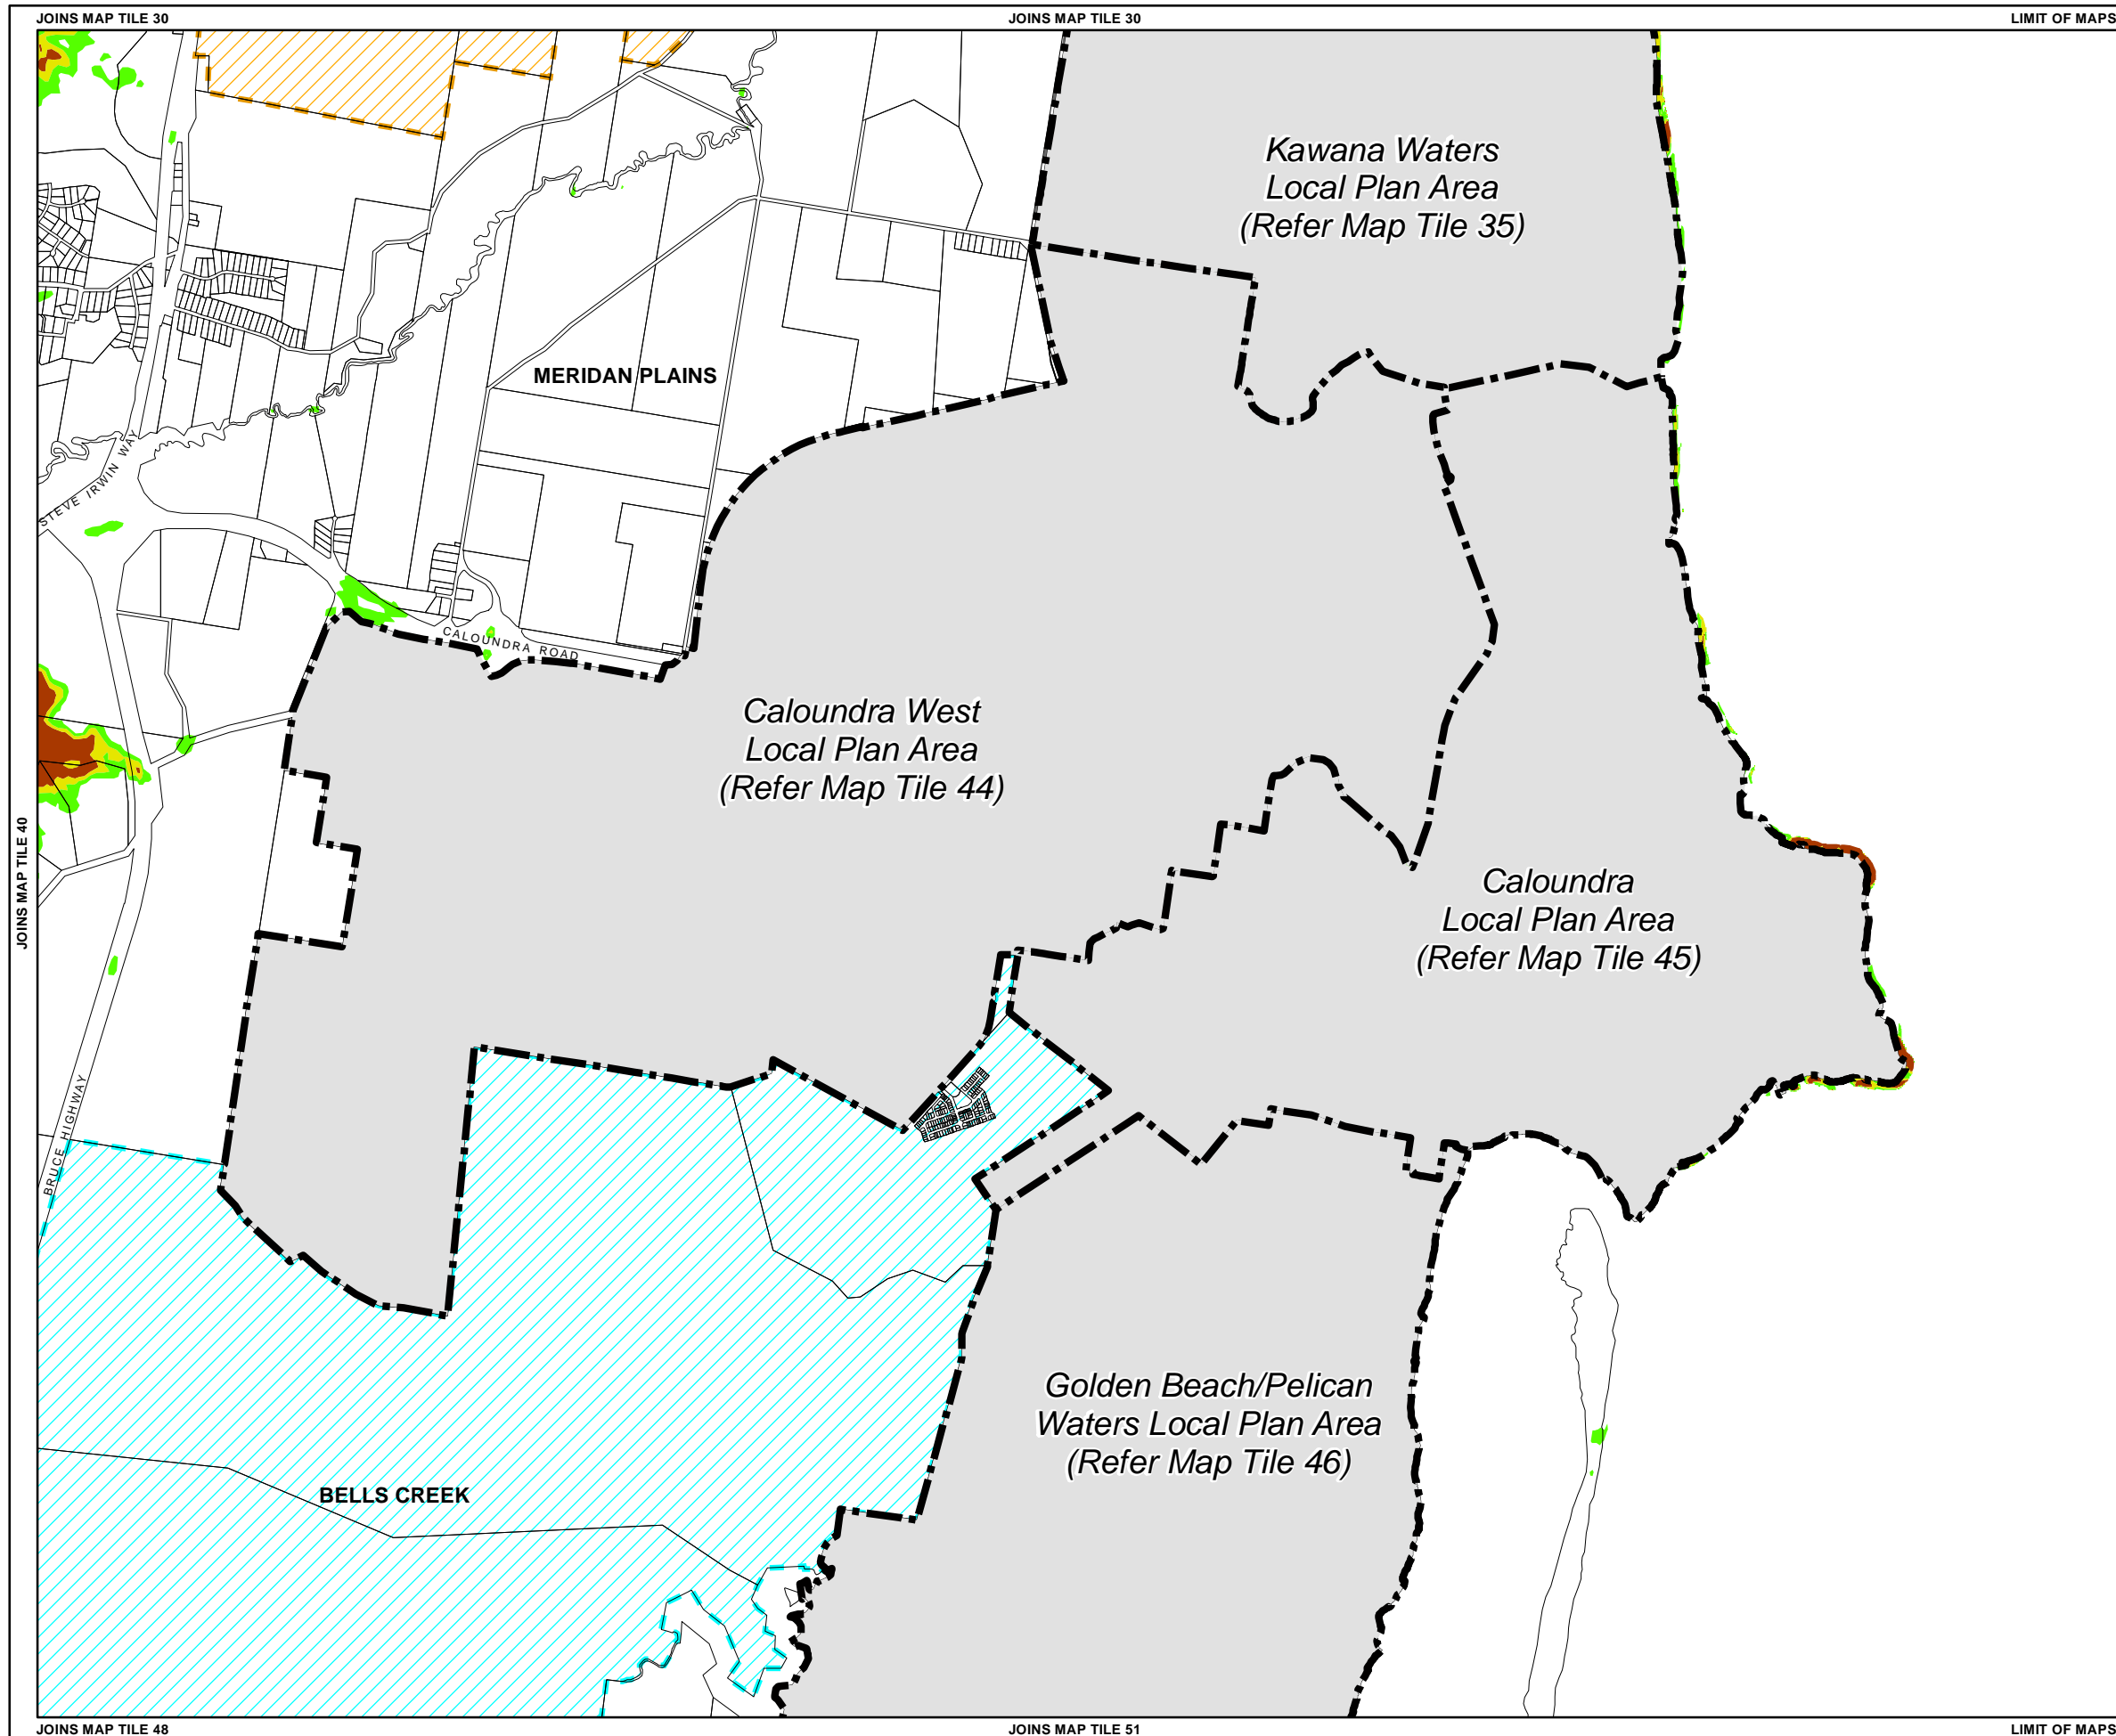 JOINS MAP TILE 30
JOINS MAP TILE 30
LIMIT OF MAPS
Kawana Waters
Local Plan Area
(Refer Map Tile 35)
MERIDAN PLAINS
STEVE IRWIN WAY
CALOUNDRA ROAD
Caloundra West
Local Plan Area
(Refer Map Tile 44)
JOINS MAP TILE 40
Caloundra
Local Plan Area
(Refer Map Tile 45)
BRUCE HIGHWAY
Golden Beach/Pelican
Waters Local Plan Area
(Refer Map Tile 46)
BELLS CREEK
JOINS MAP TILE 48
JOINS MAP TILE 51
LIMIT OF MAPS